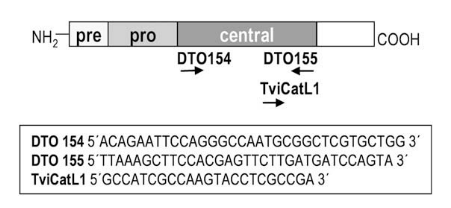 NH₂ pre pro central COOH
DTO154 DTO155
TviCatL1
DTO 154 5´ACAGAATTCCAGGGCCAATGCGGCTCGTGCTGG 3´
DTO 155 5´TTAAAGCTTCCACGAGTTCTTGATGATCCAGTA 3´
TviCatL1 5´GCCATCGCCAAGTACCTCGCCGA 3´